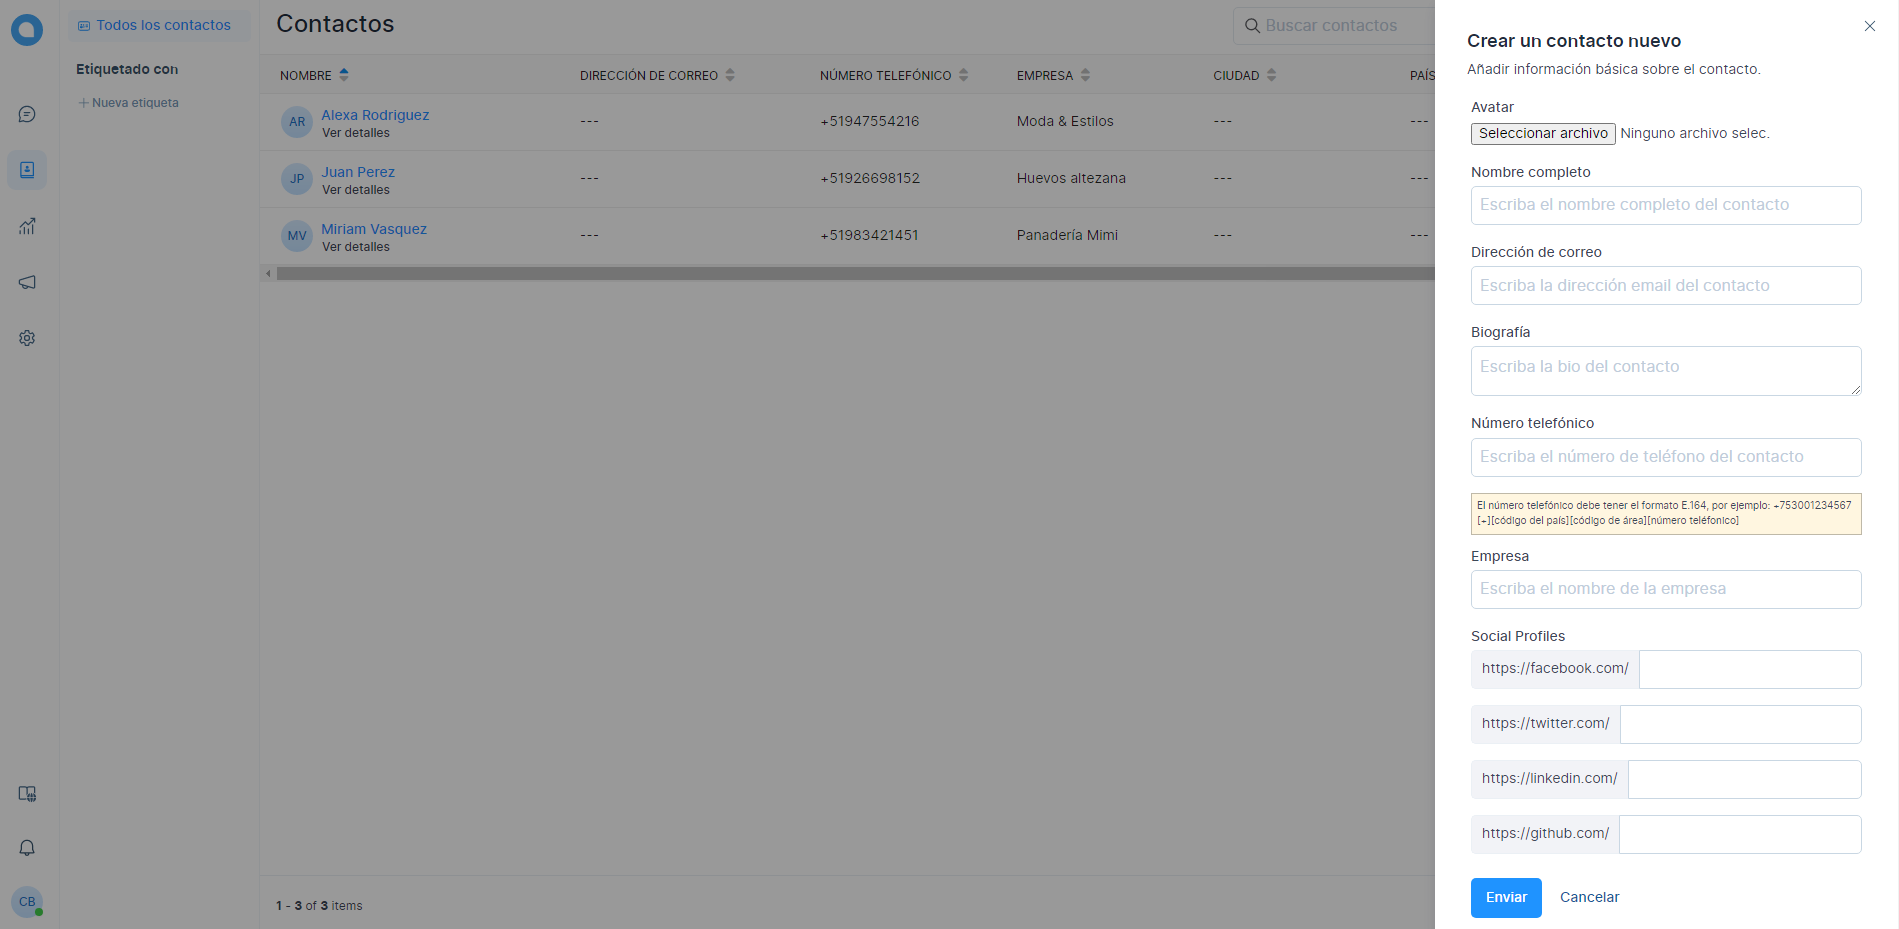 Todos los contactos
Etiquetado con
+ Nueva etiqueta
CB
Contactos
Buscar contactos
NOMBRE DIRECCIÓN DE CORREO NÚMERO TELEFÓNICO EMPRESA CIUDAD PAÍS
AR Alexa Rodriguez --- +51947554216 Moda & Estilos --- ---
Ver detalles
JP Juan Perez --- +51926698152 Huevos altezana --- ---
Ver detalles
MV Miriam Vasquez --- +51983421451 Panadería Mimi --- ---
Ver detalles
1 - 3 of 3 items
Crear un contacto nuevo
Añadir información básica sobre el contacto.
Avatar
Seleccionar archivo Ninguno archivo selec.
Nombre completo
Escriba el nombre completo del contacto
Dirección de correo
Escriba la dirección email del contacto
Biografía
Escriba la bio del contacto
Número telefónico
Escriba el número de teléfono del contacto
El número telefónico debe tener el formato E.164, por ejemplo: +753001234567
[+][código del país][código de área][número teléfonico]
Empresa
Escriba el nombre de la empresa
Social Profiles
https://facebook.com/
https://twitter.com/
https://linkedin.com/
https://github.com/
Enviar Cancelar